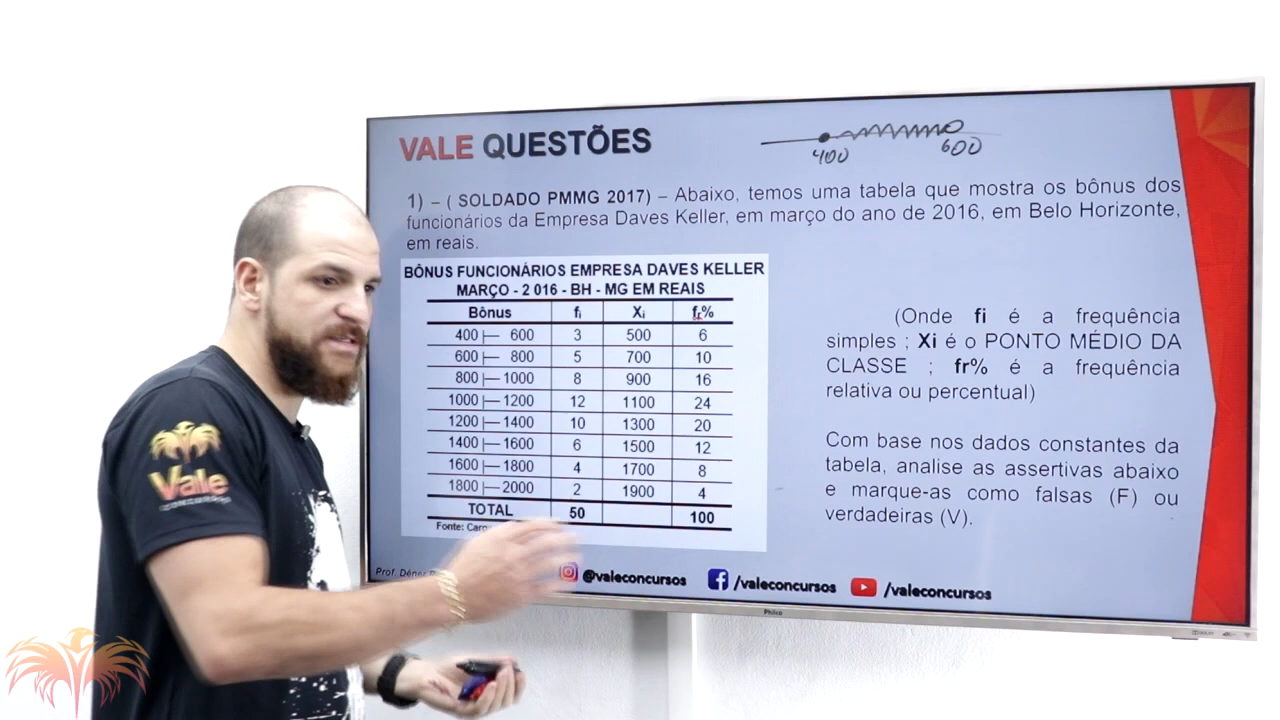 VALE QUESTÕES
400 600
1) – ( SOLDADO PMMG 2017) – Abaixo, temos uma tabela que mostra os bônus dos
funcionários da Empresa Daves Keller, em março do ano de 2016, em Belo Horizonte,
em reais.
BÔNUS FUNCIONÁRIOS EMPRESA DAVES KELLER
MARÇO - 2 016 - BH - MG EM REAIS
Bônus fi Xi fr%
400 |— 600 3 500 6
600 |— 800 5 700 10
800 |— 1000 8 900 16
1000 |— 1200 12 1100 24
1200 |— 1400 10 1300 20
1400 |— 1600 6 1500 12
1600 |— 1800 4 1700 8
1800 |— 2000 2 1900 4
TOTAL 50 100
Fonte:
(Onde fi é a frequência
simples ; Xi é o PONTO MÉDIO DA
CLASSE ; fr% é a frequência
relativa ou percentual)
Com base nos dados constantes da
tabela, analise as assertivas abaixo
e marque-as como falsas (F) ou
verdadeiras (V).
Prof.
@valeconcursos /valeconcursos /valeconcursos
Philco
Vale
CONCURSOS